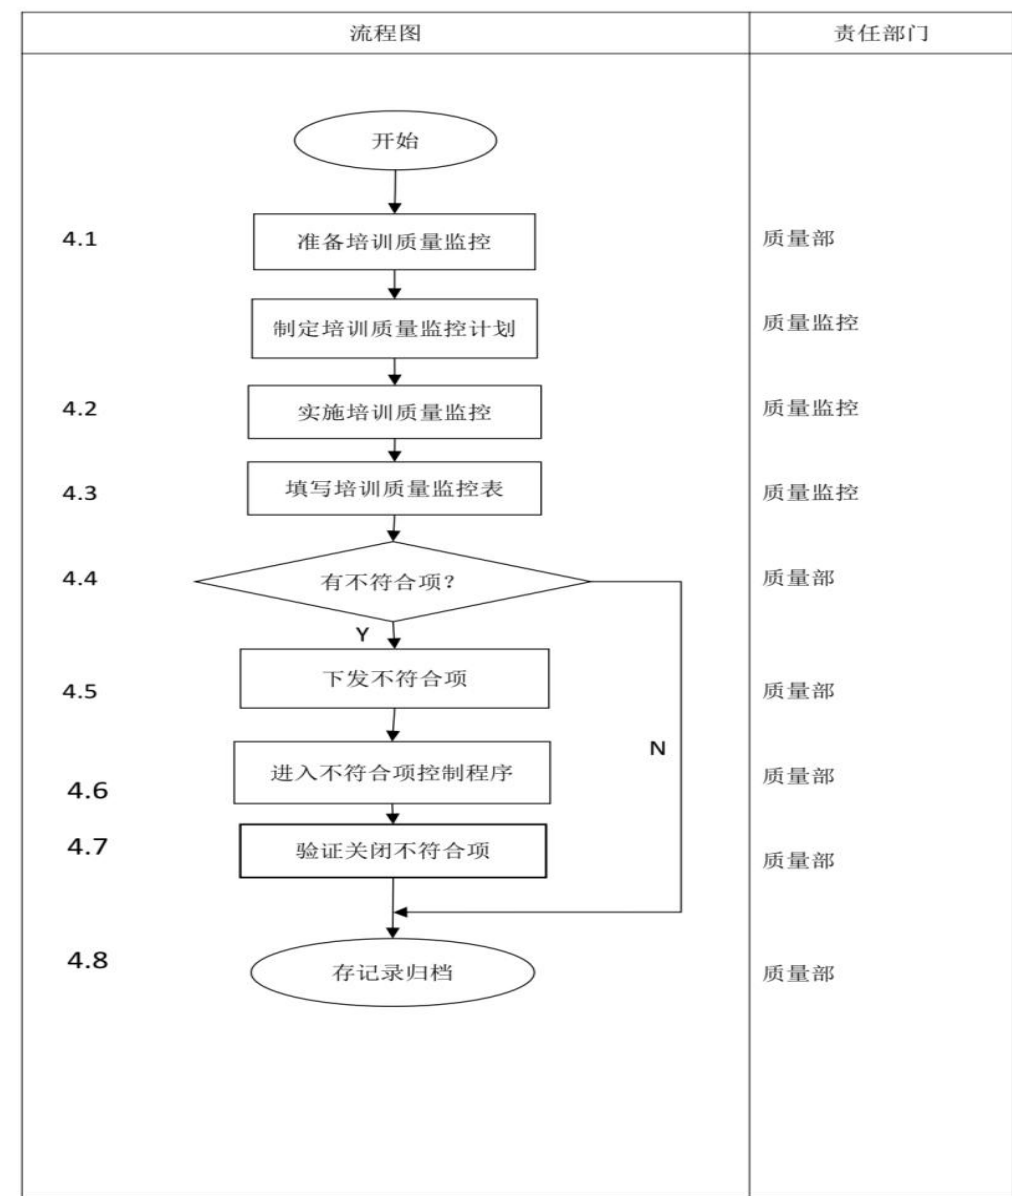 流程图 责任部门
开始
4.1 准备培训质量监控 质量部
制定培训质量监控计划 质量监控
4.2 实施培训质量监控 质量监控
4.3 填写培训质量监控表 质量监控
4.4 有不符合项？ 质量部
Y
4.5 下发不符合项 质量部
N
4.6 进入不符合项控制程序 质量部
4.7 验证关闭不符合项 质量部
4.8 存记录归档 质量部